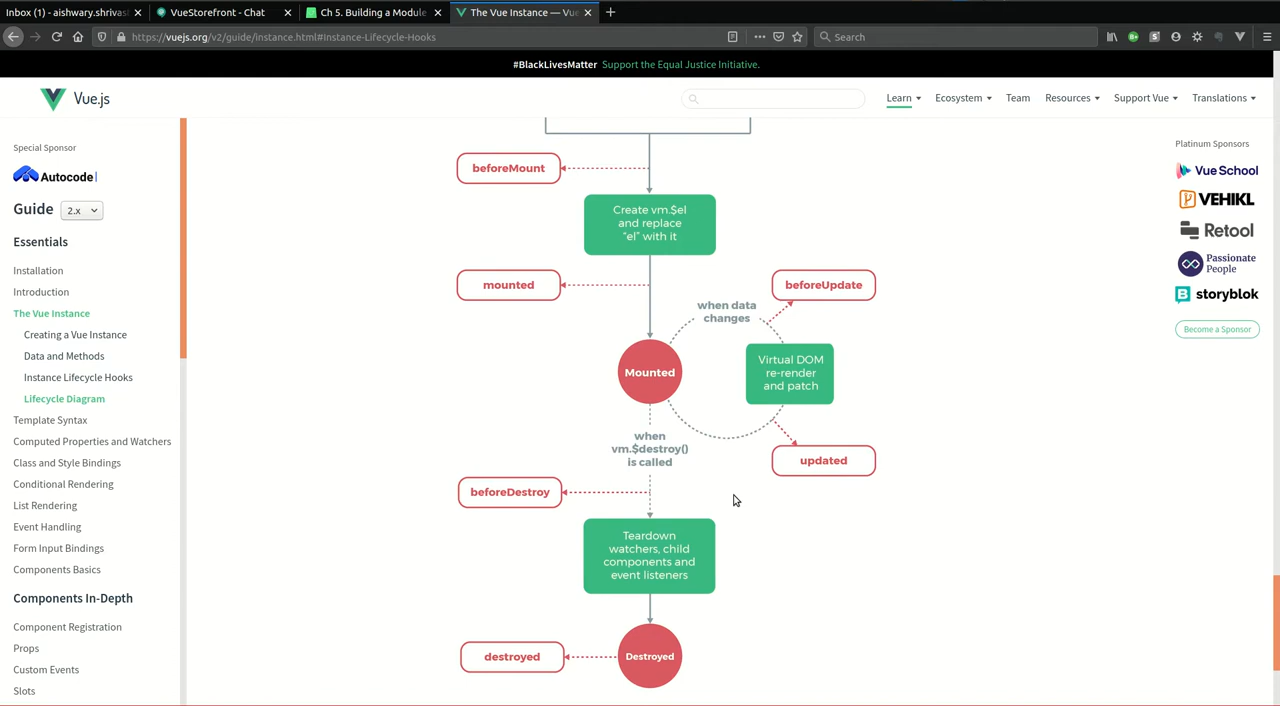 Inbox (1) - aishwary.shrivas
VueStorefront - Chat
Ch 5. Building a Module
The Vue Instance — Vue
https://vuejs.org/v2/guide/instance.html#Instance-Lifecycle-Hooks
Search
#BlackLivesMatter Support the Equal Justice Initiative.
Vue.js
Learn
Ecosystem
Team
Resources
Support Vue
Translations
Special Sponsor
Autocode
Guide 2.x
Essentials
Installation
Introduction
The Vue Instance
Creating a Vue Instance
Data and Methods
Instance Lifecycle Hooks
Lifecycle Diagram
Template Syntax
Computed Properties and Watchers
Class and Style Bindings
Conditional Rendering
List Rendering
Event Handling
Form Input Bindings
Components Basics
Components In-Depth
Component Registration
Props
Custom Events
Slots
beforeMount
Create vm.$el
and replace
“el” with it
mounted
beforeUpdate
when data
changes
Mounted
Virtual DOM
re-render
and patch
when
vm.$destroy()
is called
updated
beforeDestroy
Teardown
watchers, child
components and
event listeners
destroyed
Destroyed
Platinum Sponsors
Vue School
VEHIKL
Retool
Passionate
People
storyblok
Become a Sponsor